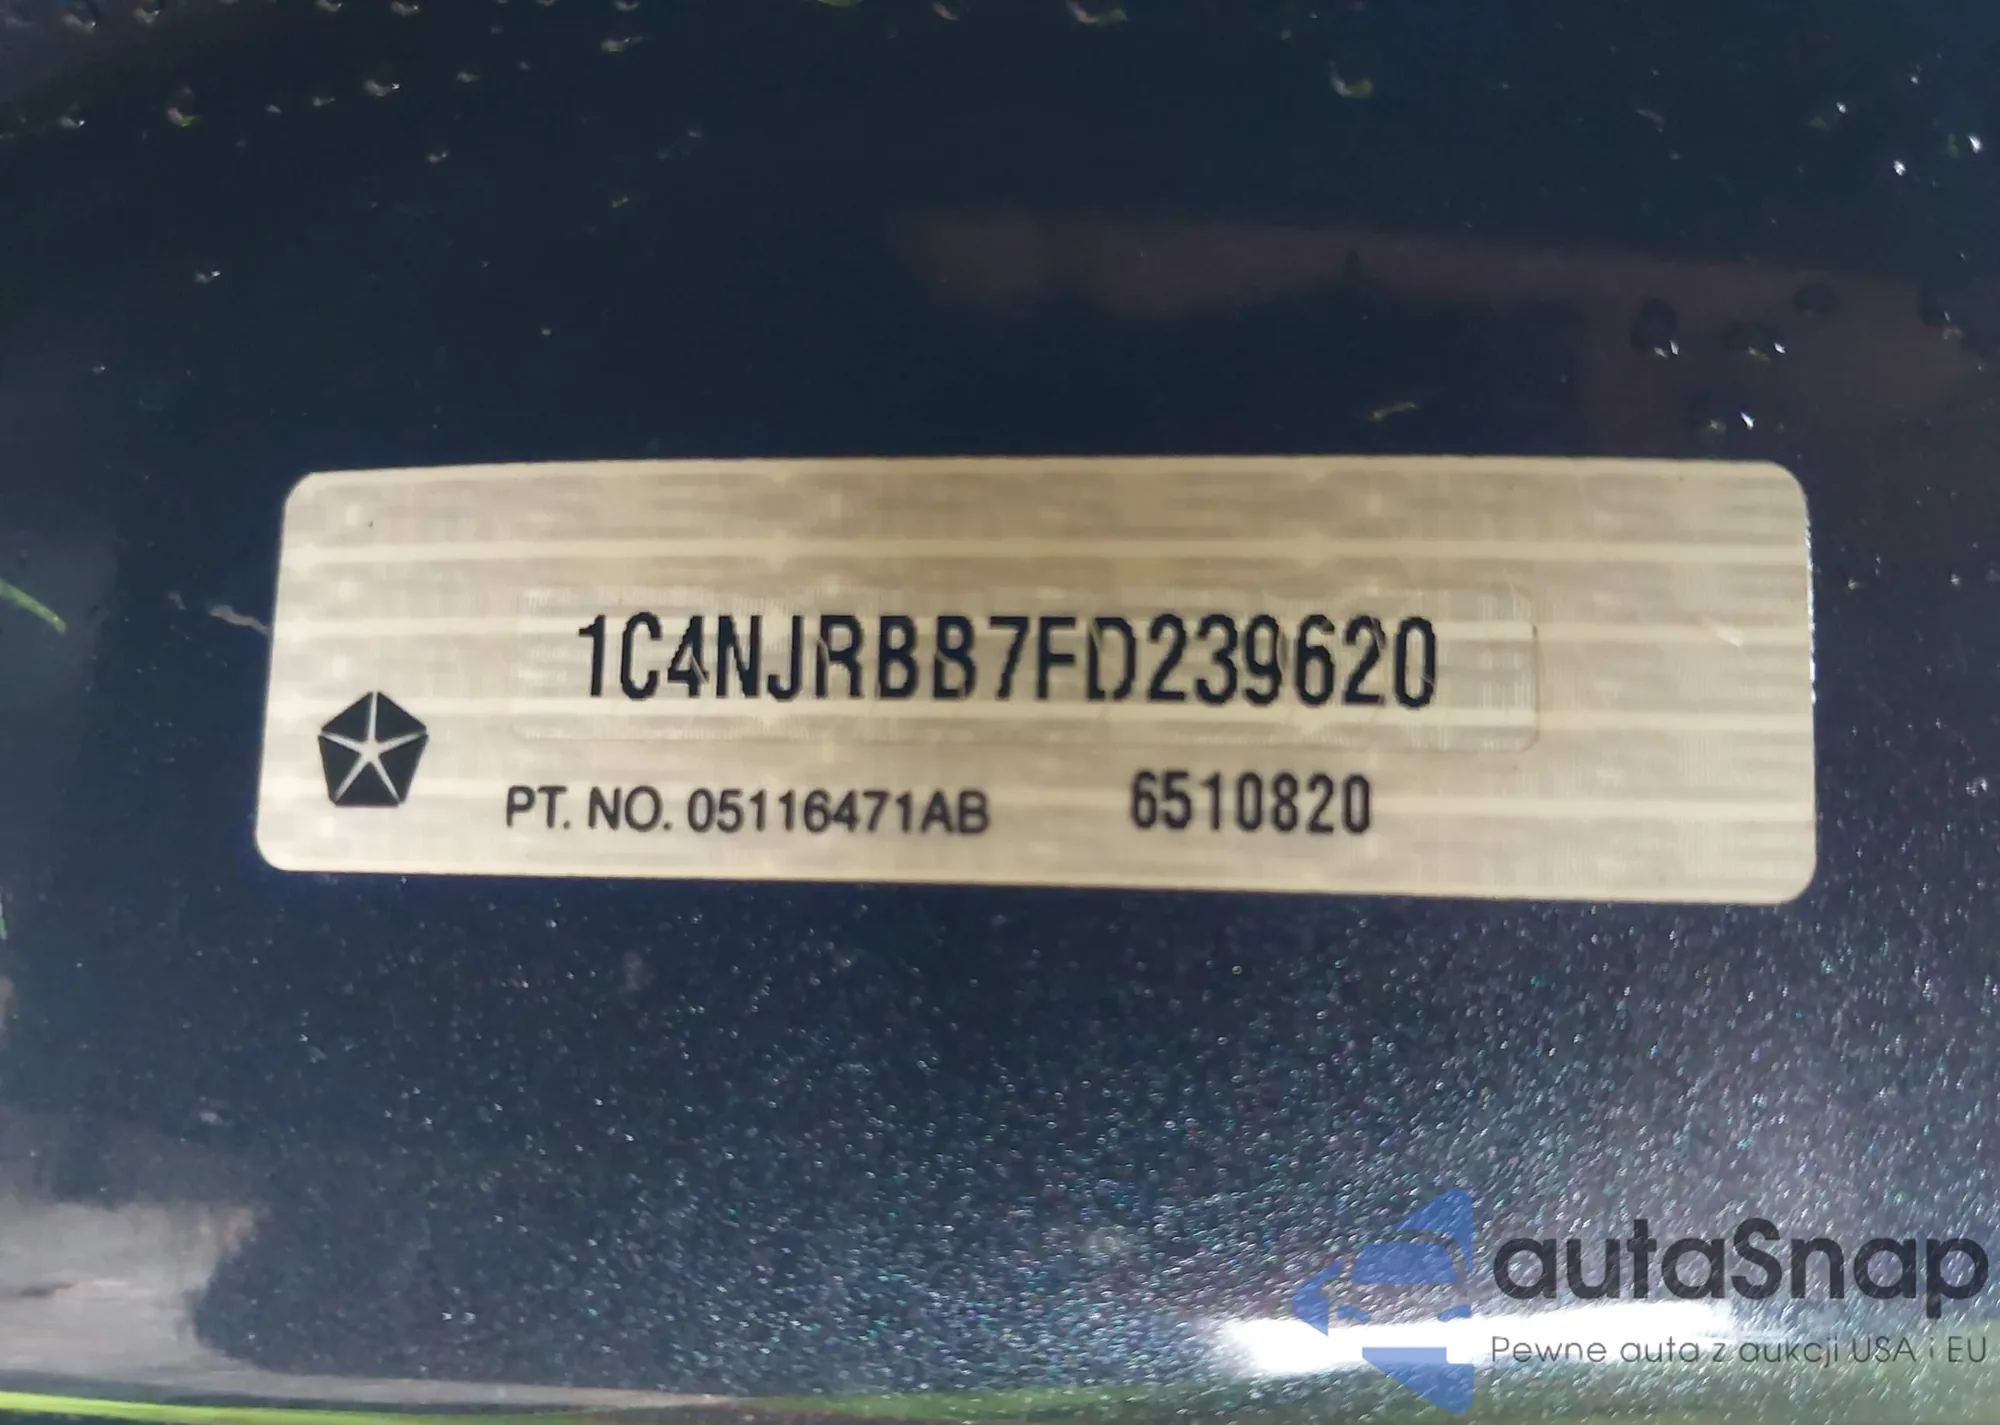 1C4NJRBB7FD239620
PT. NO. 05116471AB 6510820
autaSnap
Pewne auta z aukcji USA i EU